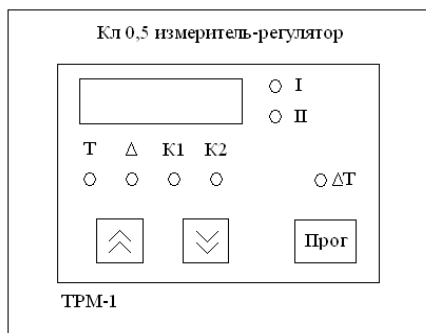 Кл 0,5 измеритель-регулятор
I
II
T Δ К1 К2
ΔT
Прог
ТРМ-1